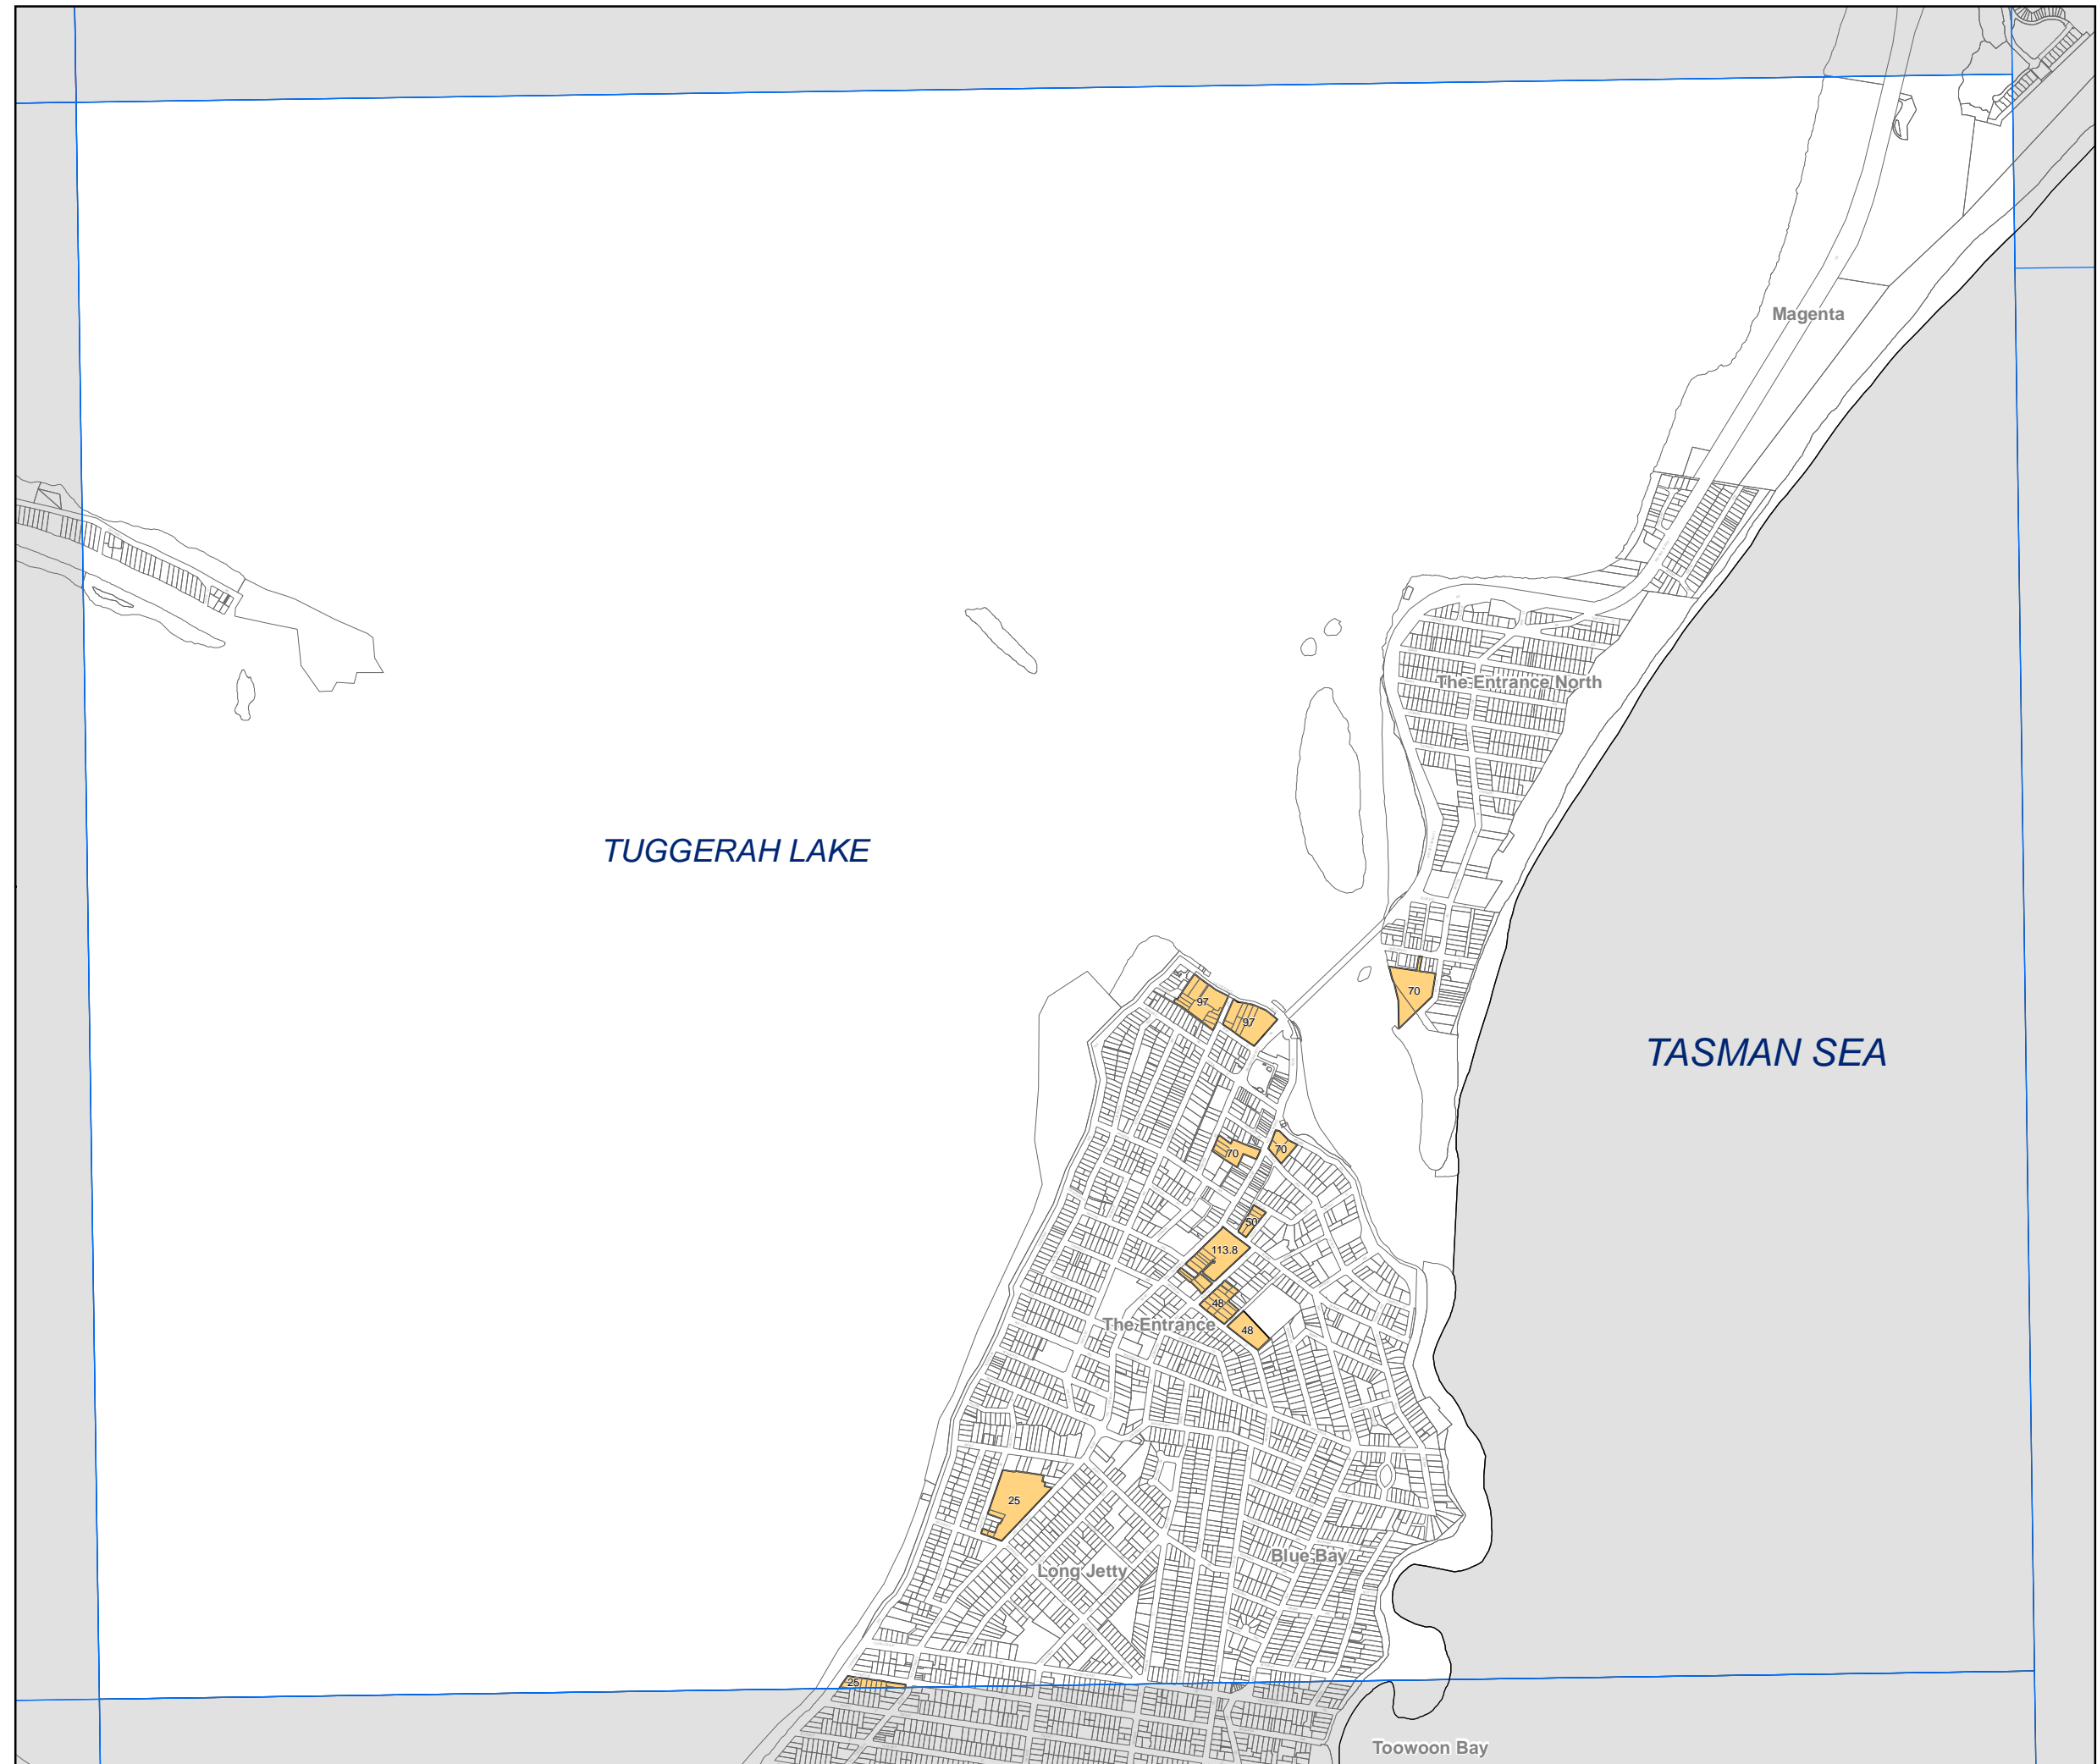 Magenta
The Entrance North
TUGGERAH LAKE
70
97
97
TASMAN SEA
70
70
50
113.8
48
The Entrance
48
25
Blue Bay
Long Jetty
25
Toowoon Bay